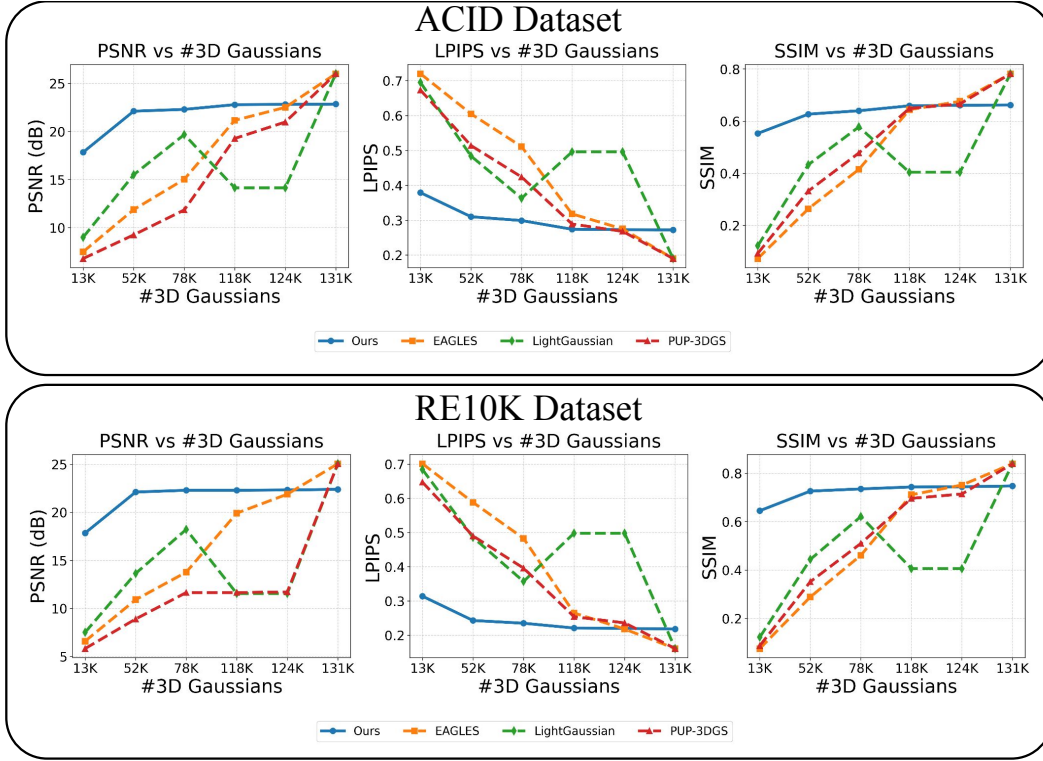 ACID Dataset
PSNR vs #3D Gaussians
25
20
15
10
PSNR (dB)
13K 52K 78K 118K 124K 131K
#3D Gaussians
LPIPS vs #3D Gaussians
0.7
0.6
0.5
0.4
0.3
0.2
LPIPS
13K 52K 78K 118K 124K 131K
#3D Gaussians
SSIM vs #3D Gaussians
0.8
0.6
0.4
0.2
SSIM
13K 52K 78K 118K 124K 131K
#3D Gaussians
Ours EAGLES LightGaussian PUP-3DGS
RE10K Dataset
PSNR vs #3D Gaussians
25
20
15
10
5
PSNR (dB)
13K 52K 78K 118K 124K 131K
#3D Gaussians
LPIPS vs #3D Gaussians
0.7
0.6
0.5
0.4
0.3
0.2
LPIPS
13K 52K 78K 118K 124K 131K
#3D Gaussians
SSIM vs #3D Gaussians
0.8
0.6
0.4
0.2
SSIM
13K 52K 78K 118K 124K 131K
#3D Gaussians
Ours EAGLES LightGaussian PUP-3DGS